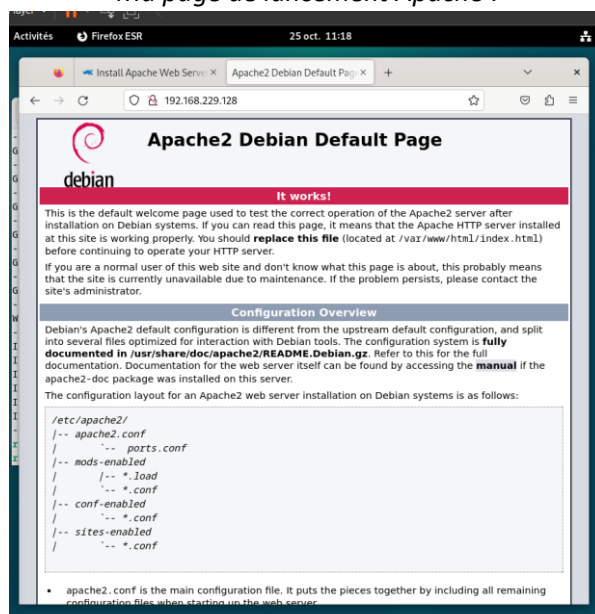 Ma page de lancement Apache :
Activités
Firefox ESR
25 oct. 11:18
Install Apache Web Serve
Apache2 Debian Default Pag
192.168.229.128
debian
Apache2 Debian Default Page
It works!
This is the default welcome page used to test the correct operation of the Apache2 server after
installation on Debian systems. If you can read this page, it means that the Apache HTTP server installed
at this site is working properly. You should replace this file (located at /var/www/html/index.html)
before continuing to operate your HTTP server.
If you are a normal user of this web site and don't know what this page is about, this probably means
that the site is currently unavailable due to maintenance. If the problem persists, please contact the
site's administrator.
Configuration Overview
Debian's Apache2 default configuration is different from the upstream default configuration, and split
into several files optimized for interaction with Debian tools. The configuration system is fully
documented in /usr/share/doc/apache2/README.Debian.gz. Refer to this for the full
documentation. Documentation for the web server itself can be found by accessing the manual if the
apache2-doc package was installed on this server.
The configuration layout for an Apache2 web server installation on Debian systems is as follows:
/etc/apache2/
|-- apache2.conf
|       `--  ports.conf
|-- mods-enabled
|       |-- *.load
|       `-- *.conf
|-- conf-enabled
|       `-- *.conf
|-- sites-enabled
|       `-- *.conf
• apache2.conf is the main configuration file. It puts the pieces together by including all remaining
configuration files when starting up the web server.